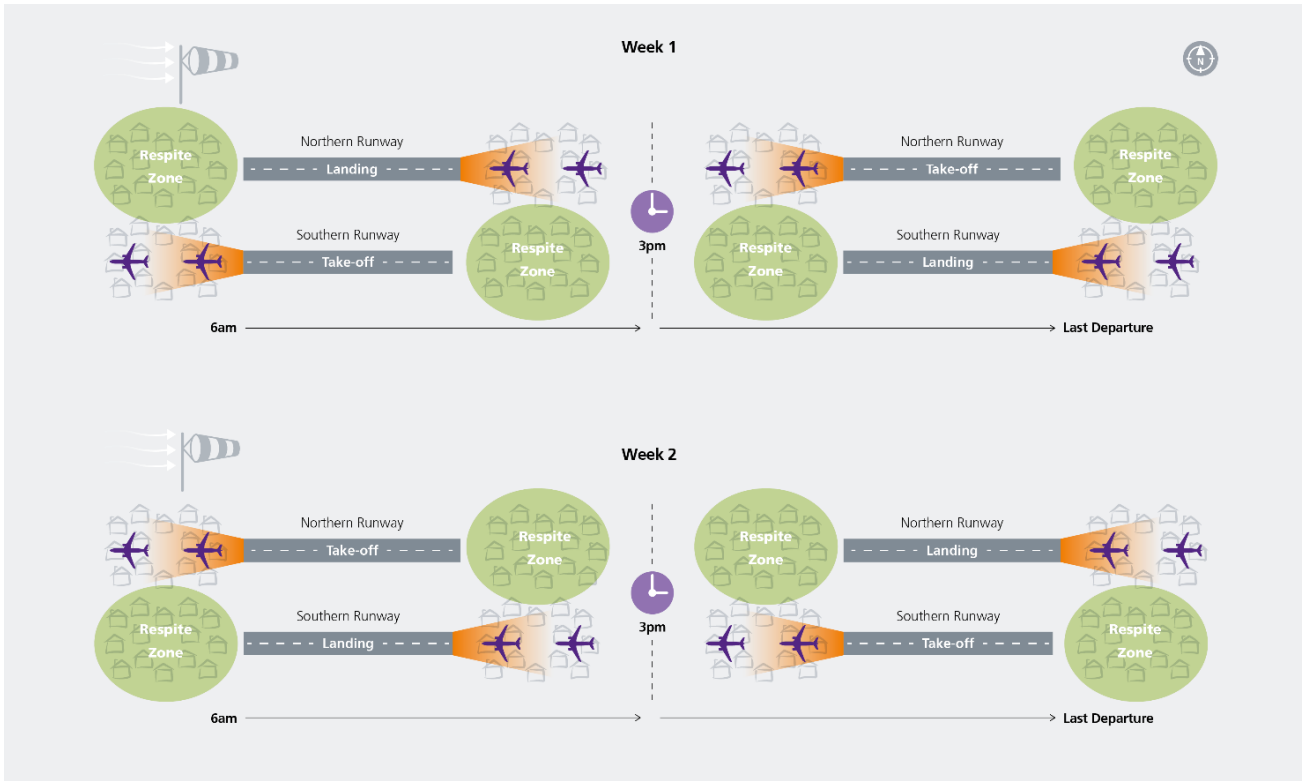 Week 1
N
Northern Runway
Respite
Zone
Landing
Southern Runway
Take-off
Respite
Zone
3pm
Northern Runway
Take-off
Respite
Zone
Respite
Zone
Southern Runway
Landing
6am
Last Departure
Week 2
Northern Runway
Take-off
Respite
Zone
Respite
Zone
Southern Runway
Landing
3pm
Respite
Zone
Northern Runway
Landing
Southern Runway
Take-off
Respite
Zone
6am
Last Departure